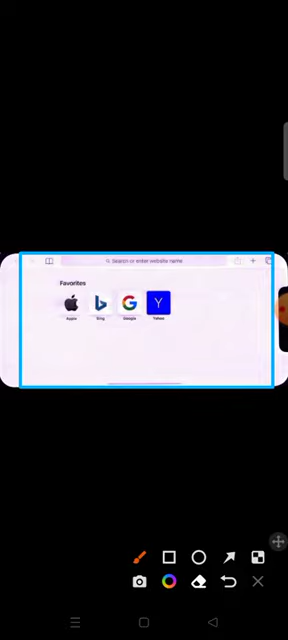 Search or enter website name
Favorites
Apple
Bing
Google
Yahoo